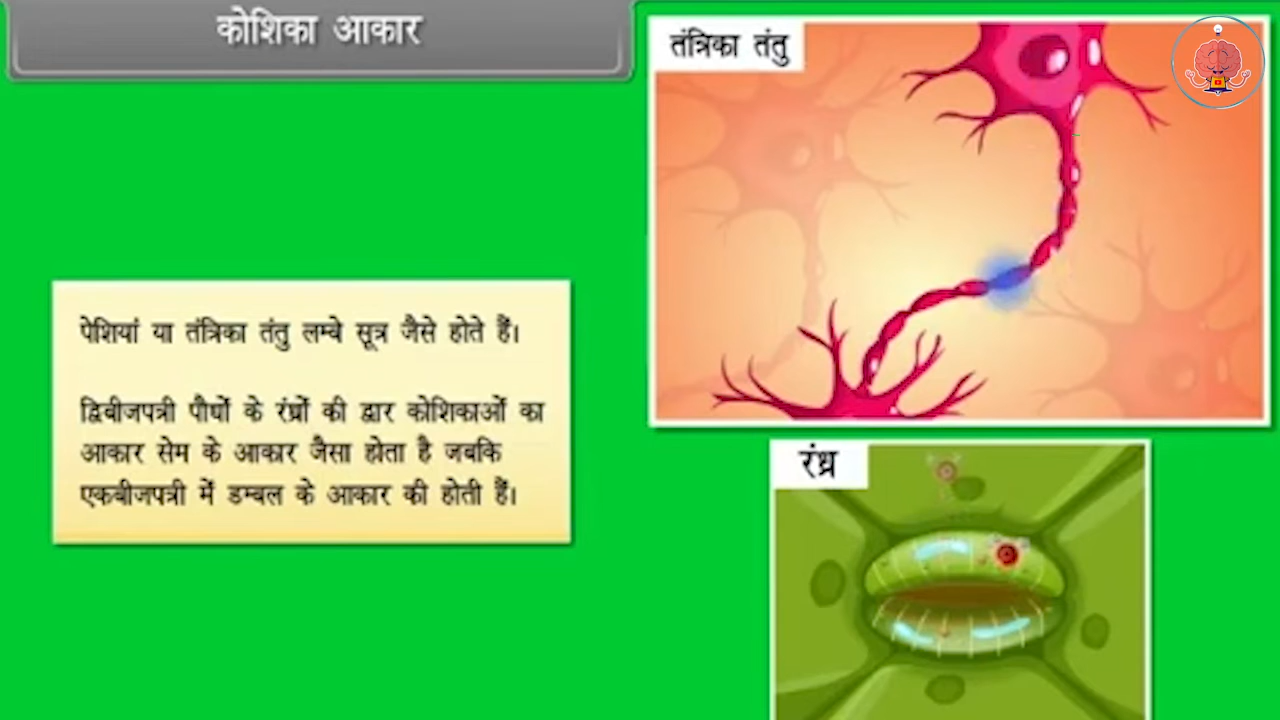 कोशिका आकार
तंत्रिका तंतु
पेशियां या तंत्रिका तंतु लम्बे सूत्र जैसे होते हैं।
द्विबीजपत्री पौधों के रंध्रों की द्वार कोशिकाओं का
आकार सेम के आकार जैसा होता है जबकि
एकबीजपत्री में डम्बल के आकार की होती हैं।
रंध्र